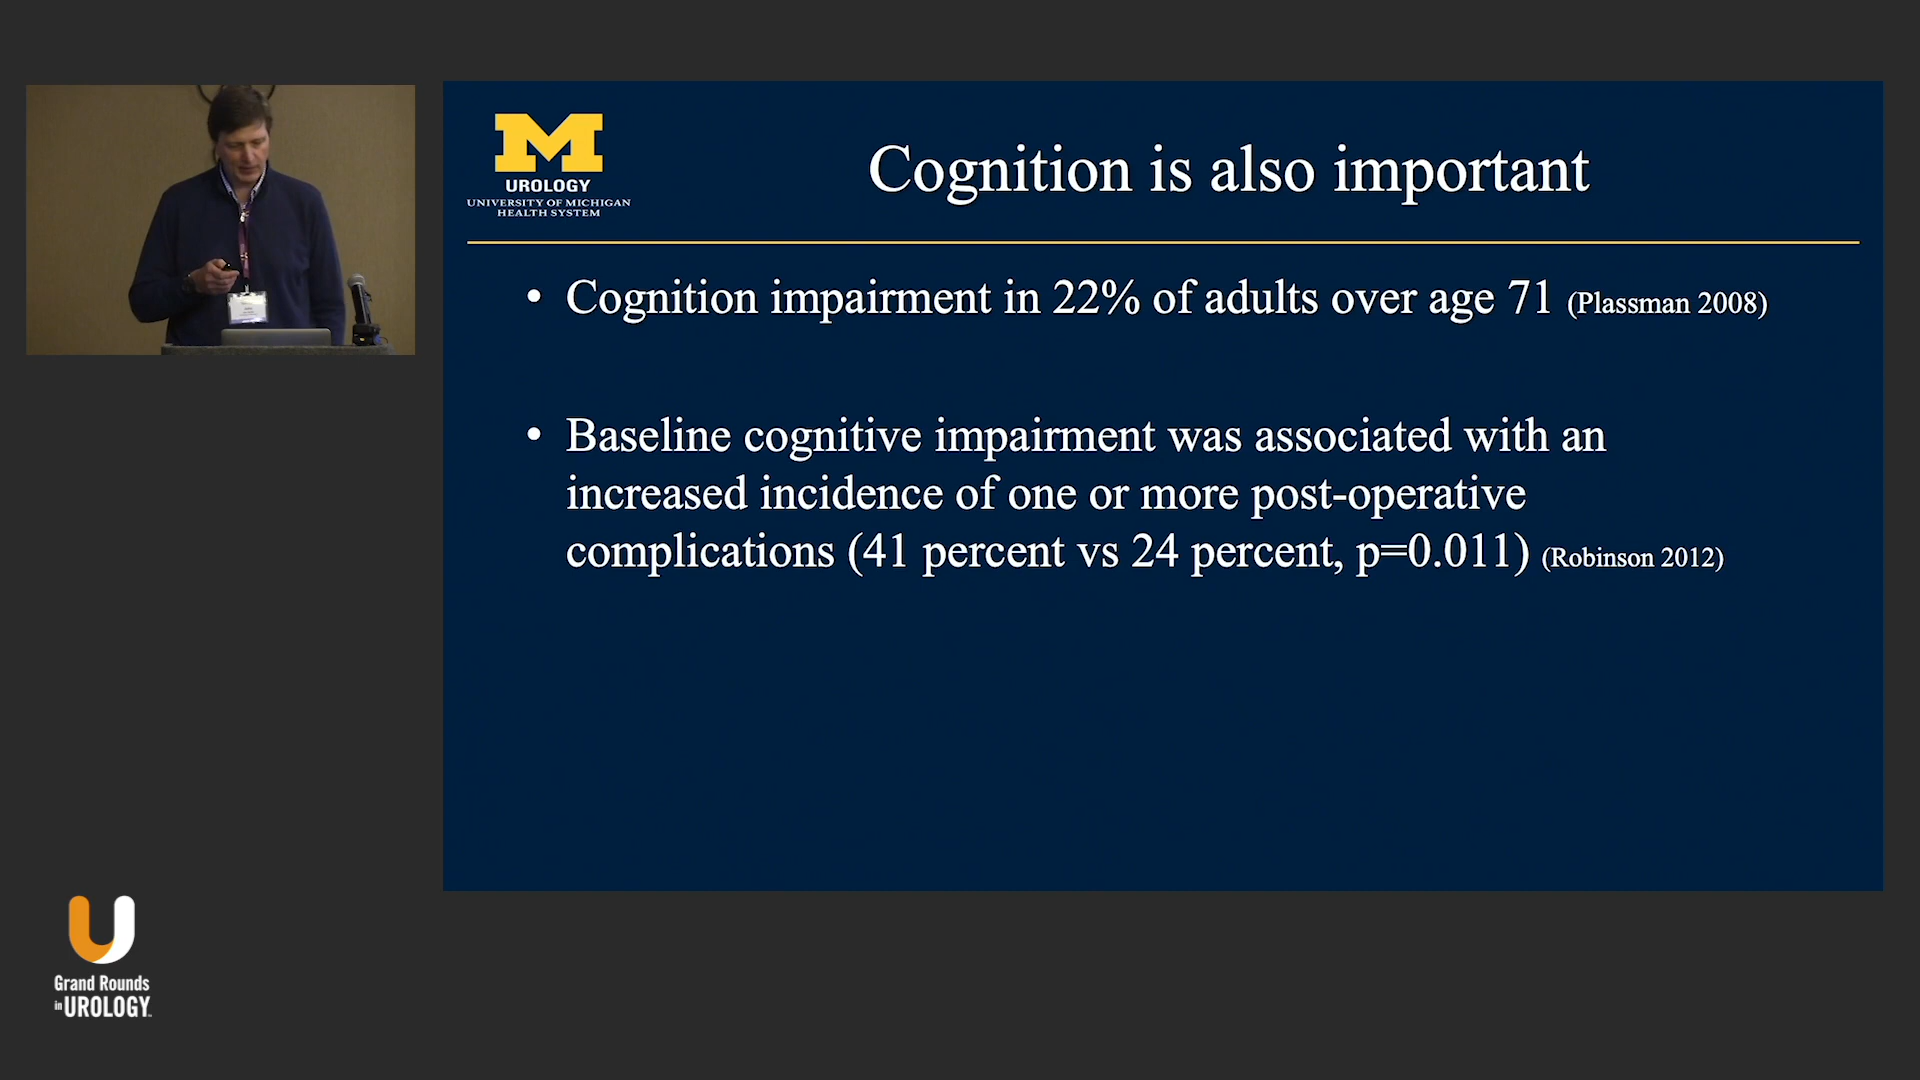 M
UROLOGY
UNIVERSITY OF MICHIGAN
HEALTH SYSTEM
Cognition is also important
• Cognition impairment in 22% of adults over age 71 (Plassman 2008)
• Baseline cognitive impairment was associated with an
increased incidence of one or more post-operative
complications (41 percent vs 24 percent, p=0.011) (Robinson 2012)
Grand Rounds
in UROLOGY